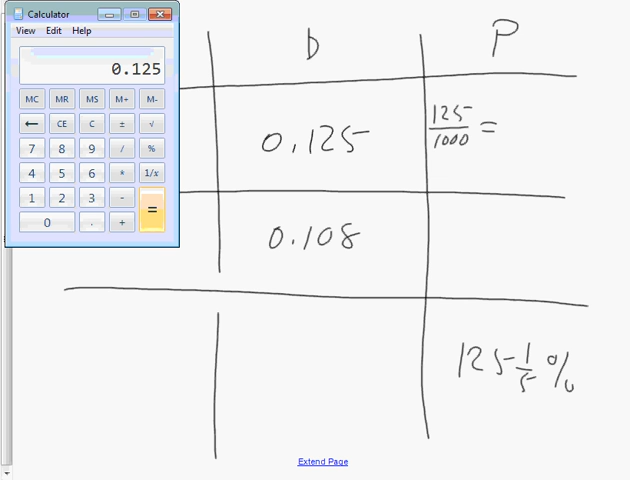 Calculator
View Edit Help
0.125
MC MR MS M+ M-
← CE C ± √
7 8 9 / %
4 5 6 * 1/x
1 2 3 - =
0 . +
D P
0.125 125/1000 =
0.108
125 1/5 %
Extend Page